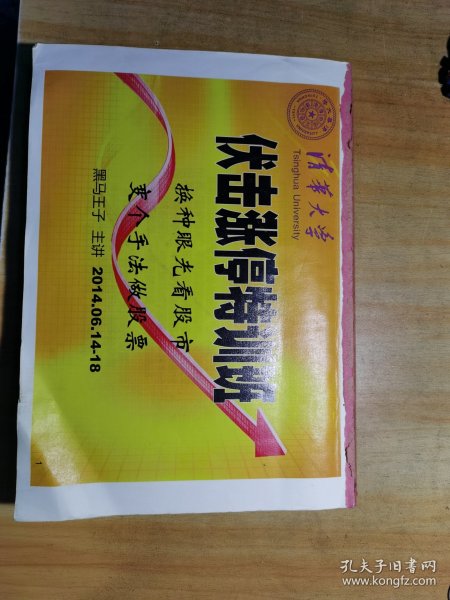 清华大学
Tsinghua University
伏击涨停特训班
换种眼光看股市
变个手法做股票
黑马王子 主讲 2014.06.14-18
1
孔夫子旧书网
www.kongfz.com